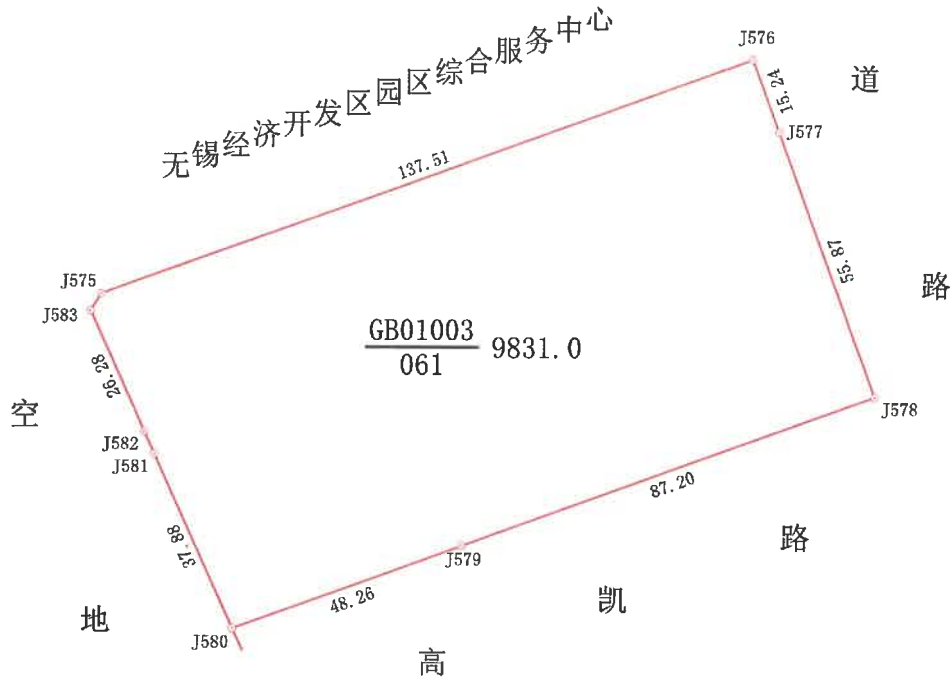 无锡经济开发区园区综合服务中心
J576
15.24
道
J577
137.51
J575
J583
55.87
路
GB01003
061
9831.0
26.28
空
J582
J581
J578
87.20
37.88
路
J579
48.26
凯
地
J580
高